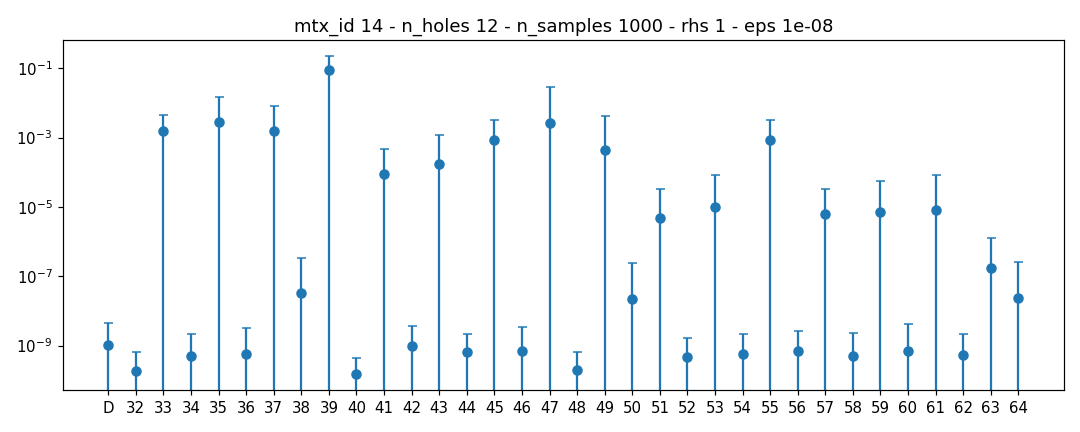 mtx_id 14 - n_holes 12 - n_samples 1000 - rhs 1 - eps 1e-08
10⁻¹
10⁻³
10⁻⁵
10⁻⁷
10⁻⁹
D 32 33 34 35 36 37 38 39 40 41 42 43 44 45 46 47 48 49 50 51 52 53 54 55 56 57 58 59 60 61 62 63 64